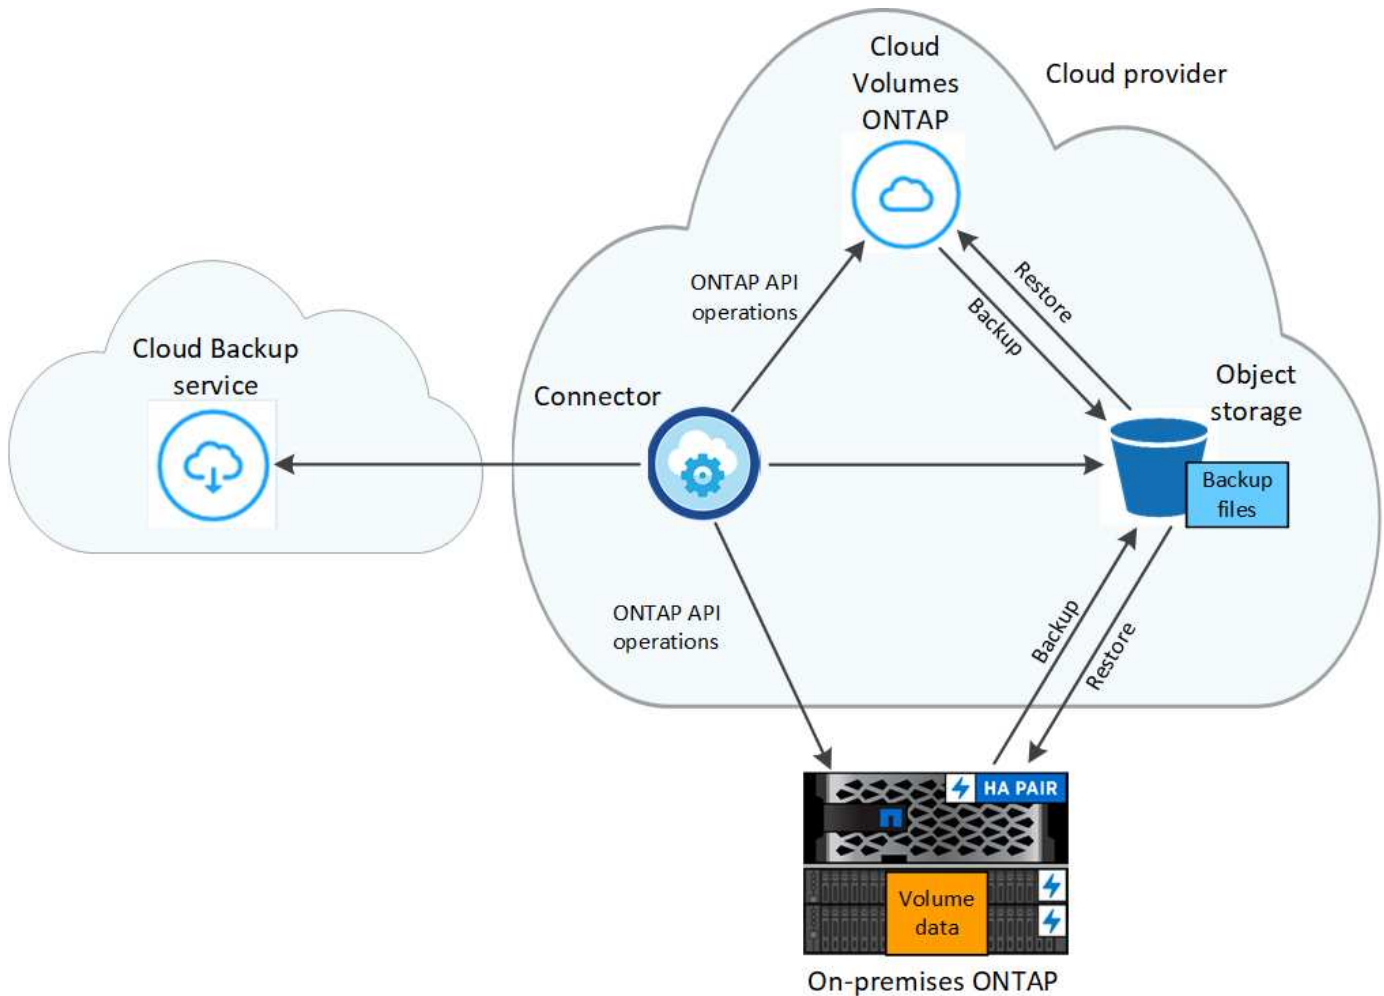 Cloud
Volumes
ONTAP
Cloud provider
ONTAP API
operations
Restore
Backup
Cloud Backup
service
Connector
Object
storage
Backup
files
ONTAP API
operations
Backup
Restore
HA PAIR
Volume
data
On-premises ONTAP